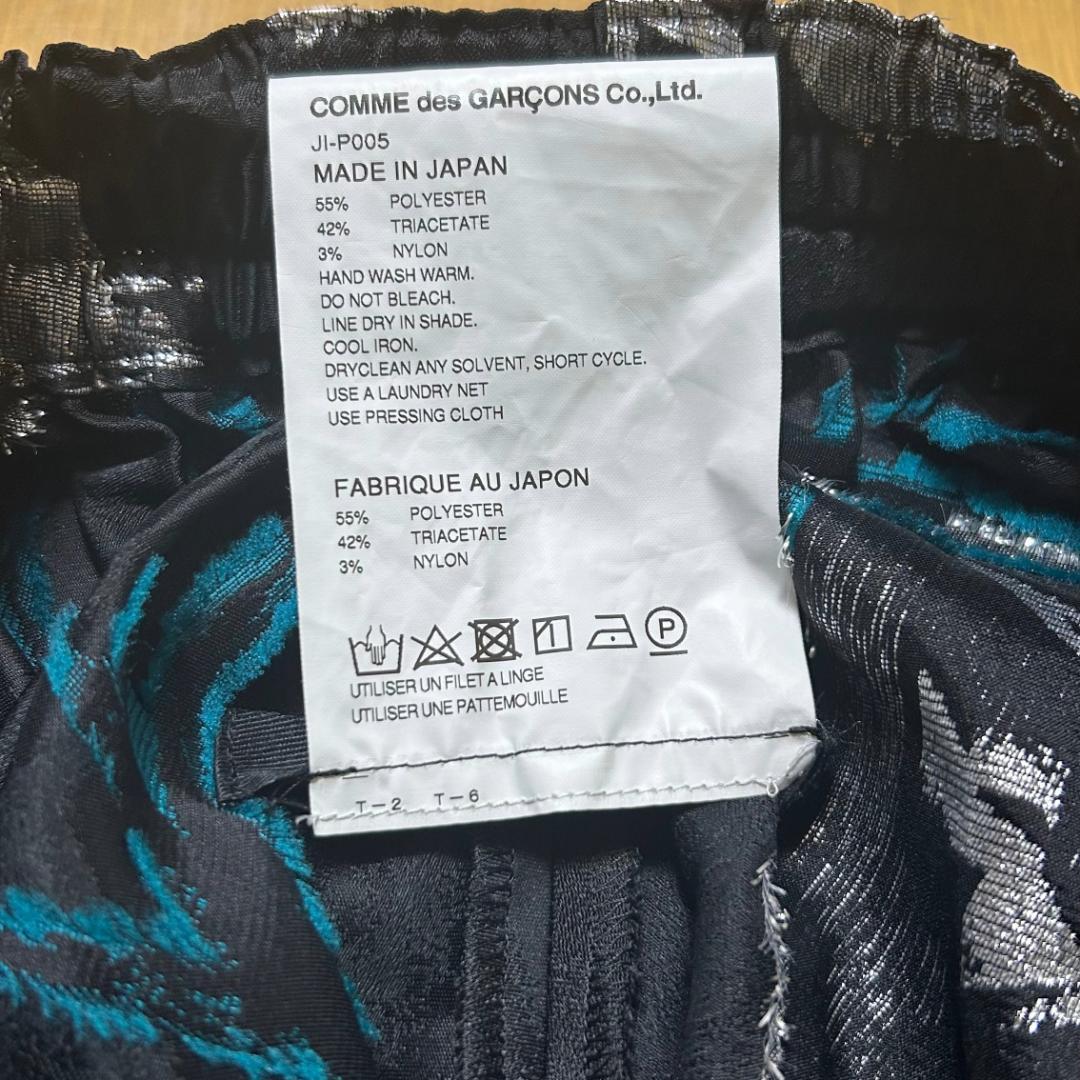 COMME des GARÇONS Co.,Ltd.
JI-P005
MADE IN JAPAN
55% POLYESTER
42% TRIACETATE
3% NYLON
HAND WASH WARM.
DO NOT BLEACH.
LINE DRY IN SHADE.
COOL IRON.
DRYCLEAN ANY SOLVENT, SHORT CYCLE.
USE A LAUNDRY NET
USE PRESSING CLOTH
FABRIQUE AU JAPON
55% POLYESTER
42% TRIACETATE
3% NYLON
P
UTILISER UN FILET A LINGE
UTILISER UNE PATTEMOUILLE
T-2 T-6